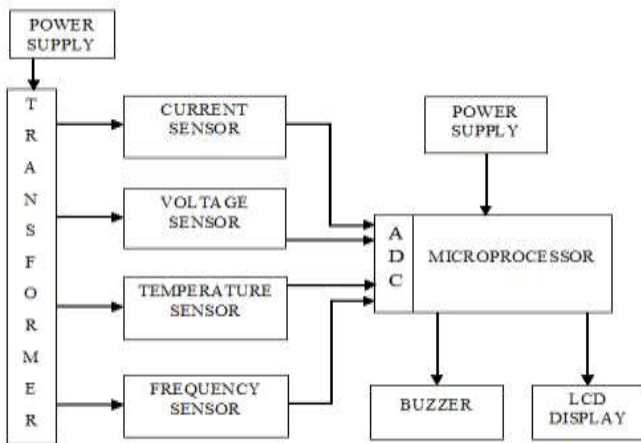 POWER
SUPPLY
T
R
A
N
S
F
O
R
M
E
R
CURRENT
SENSOR
VOLTAGE
SENSOR
TEMPERATURE
SENSOR
FREQUENCY
SENSOR
POWER
SUPPLY
A
D
C
MICROPROCESSOR
BUZZER
LCD
DISPLAY